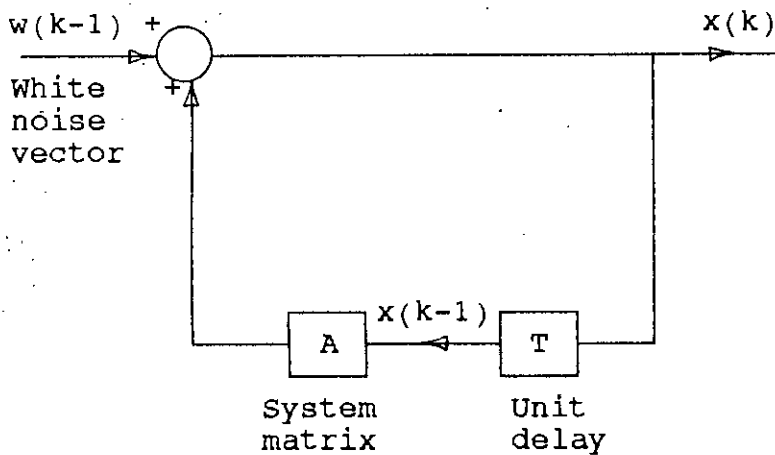 w(k-1) +
x(k)
+
White
noise
vector
x(k-1)
A
T
System
matrix
Unit
delay